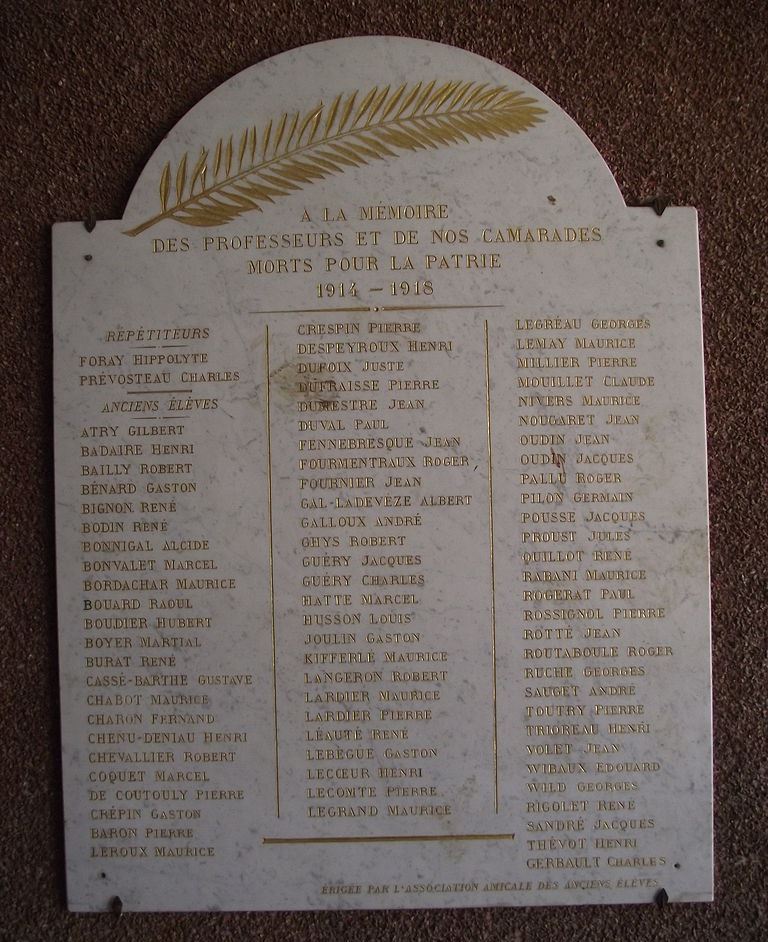 A LA MÉMOIRE
DES PROFESSEURS ET DE NOS CAMARADES
MORTS POUR LA PATRIE
1914 – 1918
RÉPÉTITEURS
FORAY HIPPOLYTE
PRÉVOSTEAU CHARLES
ANCIENS ÉLÈVES
ATRY GILBERT
BADAIRE HENRI
BAILLY ROBERT
BÉNARD GASTON
BIGNON RENÉ
BODIN RENÉ
BONNIGAL ALCIDE
BONVALET MARCEL
BORDACHAR MAURICE
BOUARD RAOUL
BOUDIER HUBERT
BOYER MARTIAL
BURAT RENÉ
CASSÉ-BARTHE GUSTAVE
CHABOT MAURICE
CHARON FERNAND
CHENU-DENIAU HENRI
CHEVALLIER ROBERT
COQUET MARCEL
DE COUTOULY PIERRE
CRÉPIN GASTON
BARON PIERRE
LEROUX MAURICE
CRESPIN PIERRE
DESPEYROUX HENRI
DUFOIX JUSTE
DUFRAISSE PIERRE
DUMESTRE JEAN
DUVAL PAUL
FENNEBRESQUE JEAN
FOURMENTRAUX ROGER
FOURNIER JEAN
GAL-LADEVÈZE ALBERT
GALLOUX ANDRÉ
GHYS ROBERT
GUÉRY JACQUES
GUÉRY CHARLES
HATTE MARCEL
HUSSON LOUIS
JOULIN GASTON
KIFFERLÉ MAURICE
LANGERON ROBERT
LARDIER MAURICE
LARDIER PIERRE
LÉAUTÉ RENÉ
LEBÈGUE GASTON
LECŒUR HENRI
LECONTE PIERRE
LEGRAND MAURICE
LEGRÉAU GEORGES
LEMAY MAURICE
MILLIER PIERRE
MOUILLET CLAUDE
NIVERS MAURICE
NOUGARET JEAN
OUDIN JEAN
OUDIN JACQUES
PALLU ROGER
PILON GERMAIN
POUSSE JACQUES
PROUST JULES
QUILLOT RENÉ
RABANI MAURICE
ROGERAT PAUL
ROSSIGNOL PIERRE
ROTTÉ JEAN
ROUTABOULE ROGER
RUCHE GEORGES
SAUGET ANDRÉ
TOUTRY PIERRE
TRIOREAU HENRI
VOLET JEAN
WIBAUX EDOUARD
WILD GEORGES
RIGOLET RENÉ
SANDRÉ JACQUES
THÉVOT HENRI
GERBAULT CHARLES
ÉRIGÉE PAR L'ASSOCIATION AMICALE DES ANCIENS ÉLÈVES